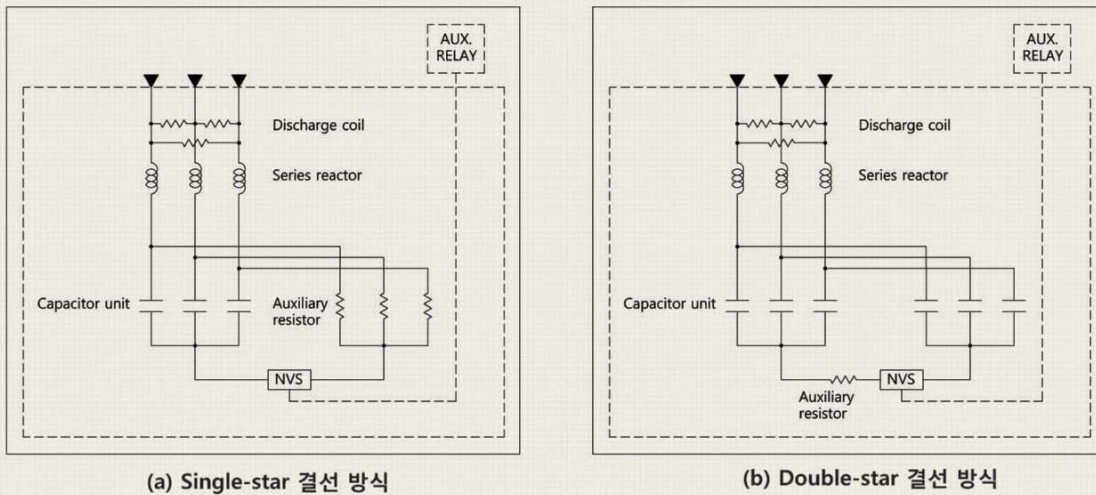 AUX.
RELAY
Discharge coil
Series reactor
Capacitor unit
Auxiliary
resistor
NVS
(a) Single-star 결선 방식
AUX.
RELAY
Discharge coil
Series reactor
Capacitor unit
NVS
Auxiliary
resistor
(b) Double-star 결선 방식